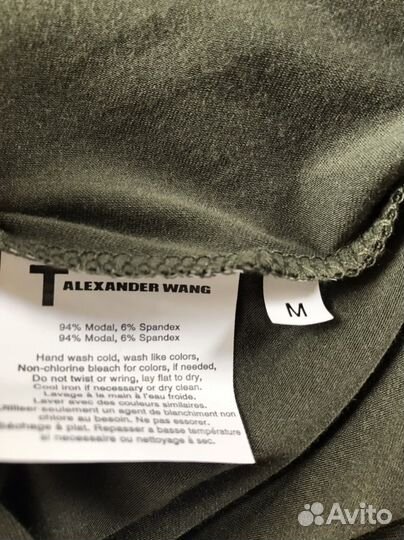 T ALEXANDER WANG
M
94% Modal, 6% Spandex
94% Modal, 6% Spandex
Hand wash cold, wash like colors,
Non-chlorine bleach for colors, if needed,
Do not twist or wring, lay flat to dry,
Cool iron if necessary or dry clean.
Lavage à la main à l'eau froide.
Laver avec des couleurs similaires.
Utiliser seulement un agent de blanchiment non
chlore au besoin. Ne pas essorer.
séchage à plat. Repasser a basse température
si necessaire ou nettoyage à sec.
Avito